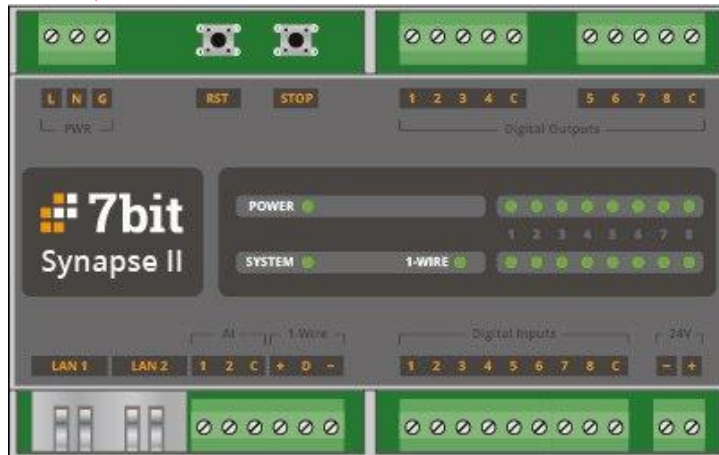 L N G RST STOP 1 2 3 4 C 5 6 7 8 C
PWR Digital Outputs
7bit
Synapse II
POWER
1 2 3 4 5 6 7 8
SYSTEM 1-WIRE
AI 1-Wire Digital Inputs 24V
LAN 1 LAN 2 1 2 C + D - 1 2 3 4 5 6 7 8 C - +